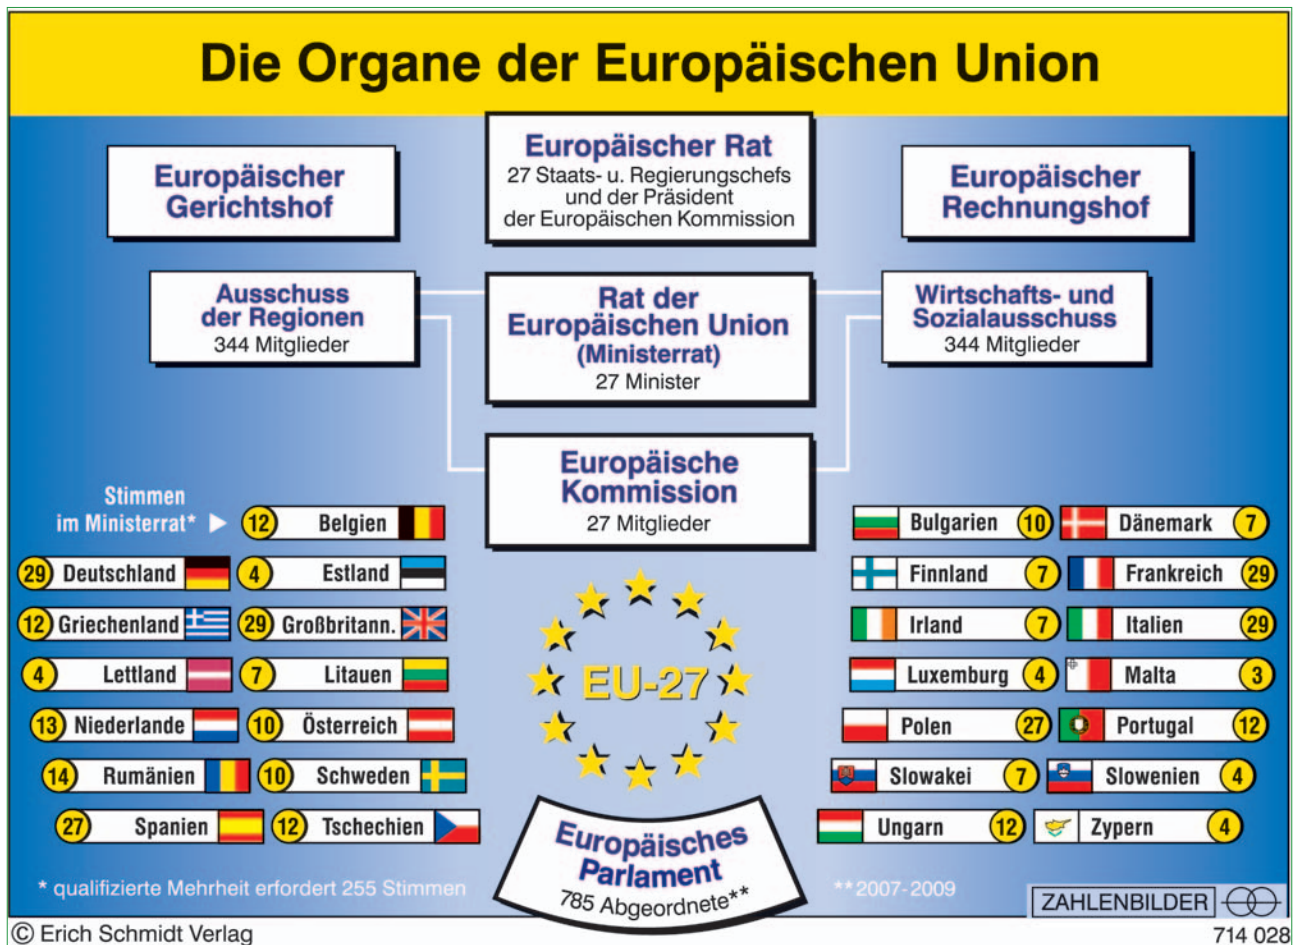 Die Organe der Europäischen Union
Europäischer
Gerichtshof
Europäischer Rat
27 Staats- u. Regierungschefs
und der Präsident
der Europäischen Kommission
Europäischer
Rechnungshof
Ausschuss
der Regionen
344 Mitglieder
Rat der
Europäischen Union
(Ministerrat)
27 Minister
Wirtschafts- und
Sozialausschuss
344 Mitglieder
Europäische
Kommission
27 Mitglieder
Stimmen
im Ministerrat*
12 Belgien
29 Deutschland
4 Estland
12 Griechenland
29 Großbritann.
4 Lettland
7 Litauen
13 Niederlande
10 Österreich
14 Rumänien
10 Schweden
27 Spanien
12 Tschechien
Bulgarien 10
Dänemark 7
Finnland 7
Frankreich 29
Irland 7
Italien 29
Luxemburg 4
Malta 3
Polen 27
Portugal 12
Slowakei 7
Slowenien 4
Ungarn 12
Zypern 4
EU-27
Europäisches
Parlament
785 Abgeordnete**
* qualifizierte Mehrheit erfordert 255 Stimmen
**2007-2009
ZAHLENBILDER
© Erich Schmidt Verlag
714 028